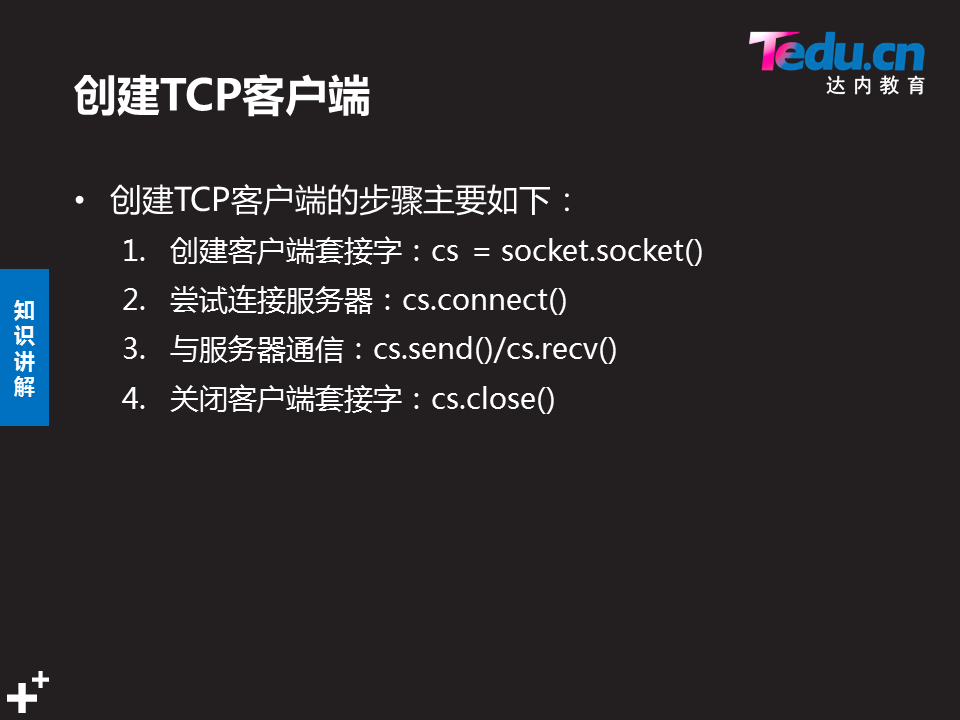 Tedu.cn
达内教育
创建TCP客户端
• 创建TCP客户端的步骤主要如下：
1. 创建客户端套接字：cs = socket.socket()
2. 尝试连接服务器：cs.connect()
3. 与服务器通信：cs.send()/cs.recv()
4. 关闭客户端套接字：cs.close()
知识讲解